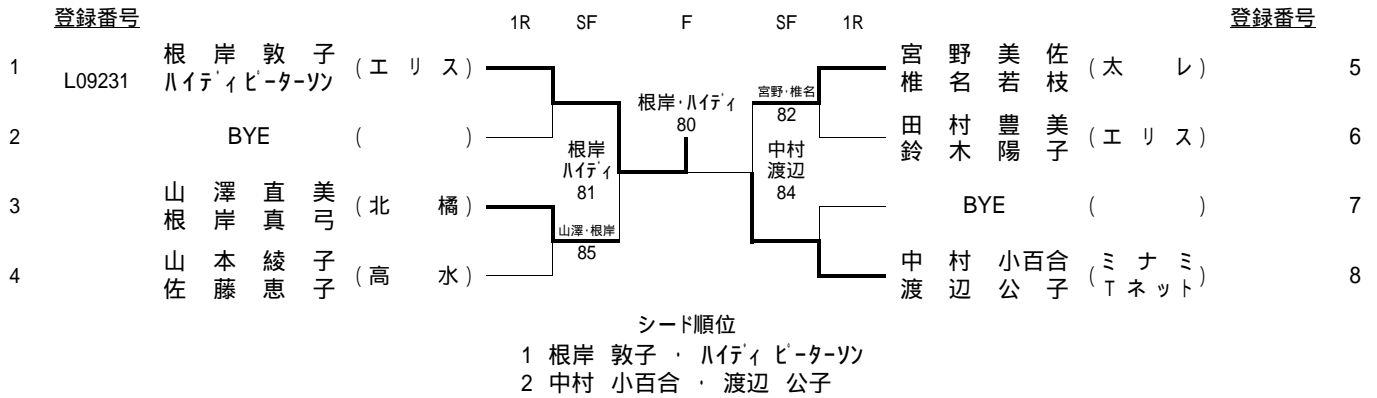 登録番号 1R SF F SF 1R 登録番号
1 L09231 根岸敦子 (エリス)
ハイディピーターソン
2 BYE ( )
3 山澤直美 (北橘)
根岸真弓
4 山本綾子 (高水)
佐藤恵子
根岸
ハイディ
81
山澤・根岸
85
根岸・ハイディ
80
宮野・椎名
82
中村
渡辺
84
宮野美佐 (太レ) 5
椎名若枝
田村豊美 (エリス) 6
鈴木陽子
BYE ( ) 7
中村小百合 (ミナミ
渡辺公子 Tネット) 8
シード順位
1 根岸 敦子 ・ ハイディ ピーターソン
2 中村 小百合 ・ 渡辺 公子